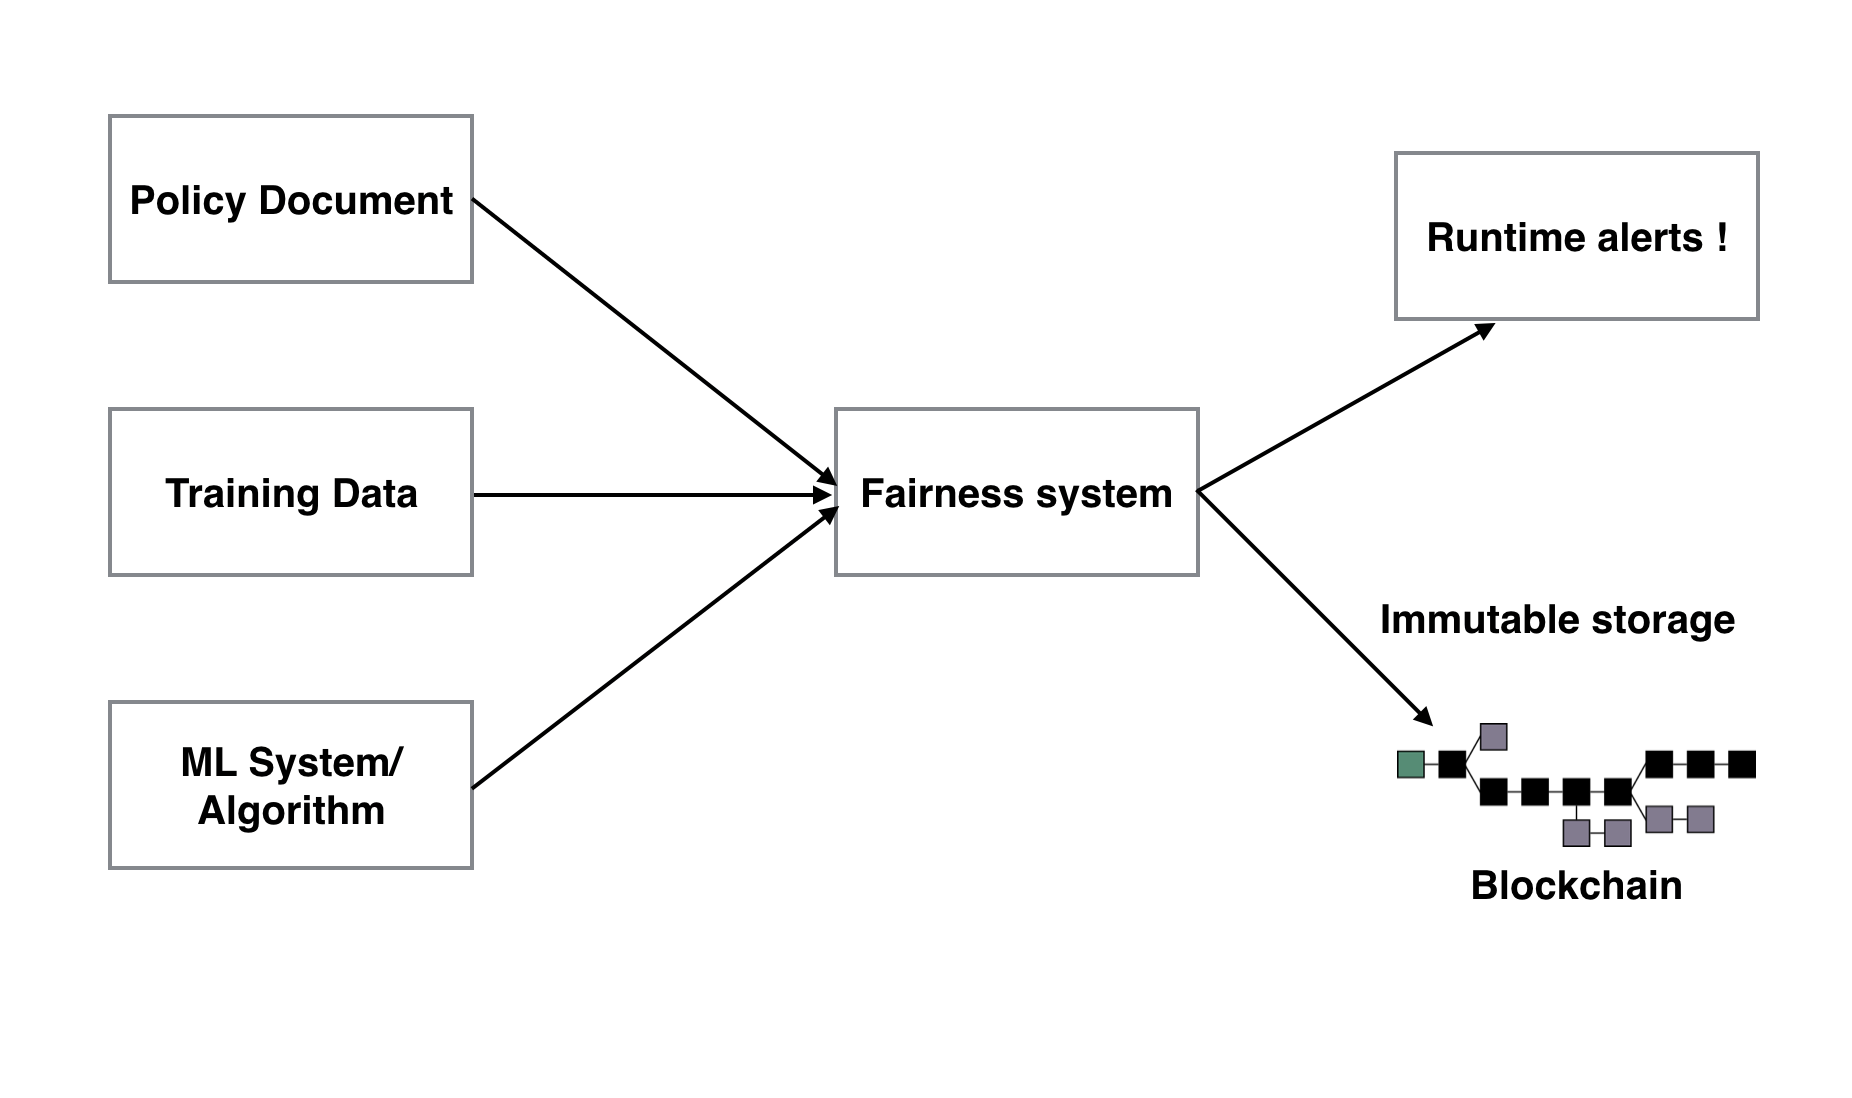 Policy Document
Training Data
ML System/
Algorithm
Fairness system
Runtime alerts !
Immutable storage
Blockchain